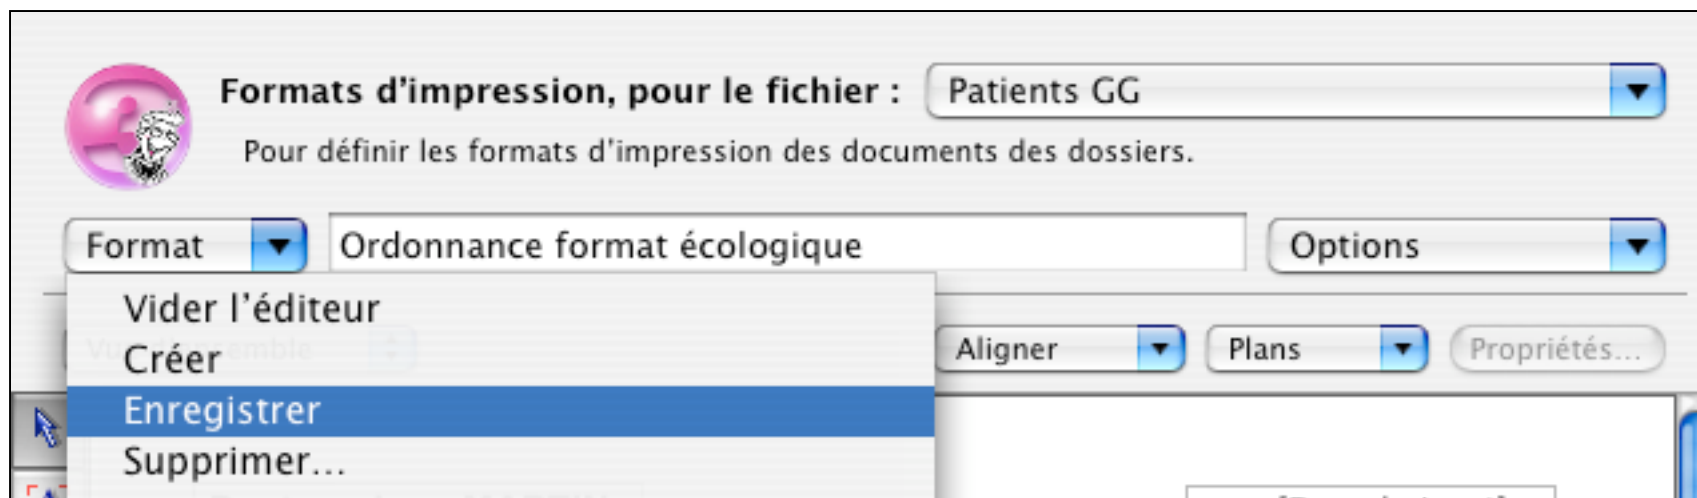 Formats d’impression, pour le fichier : Patients GG
Pour définir les formats d’impression des documents des dossiers.
Format Ordonnance format écologique Options
Vider l’éditeur
Créer Aligner Plans Propriétés...
Enregistrer
Supprimer...